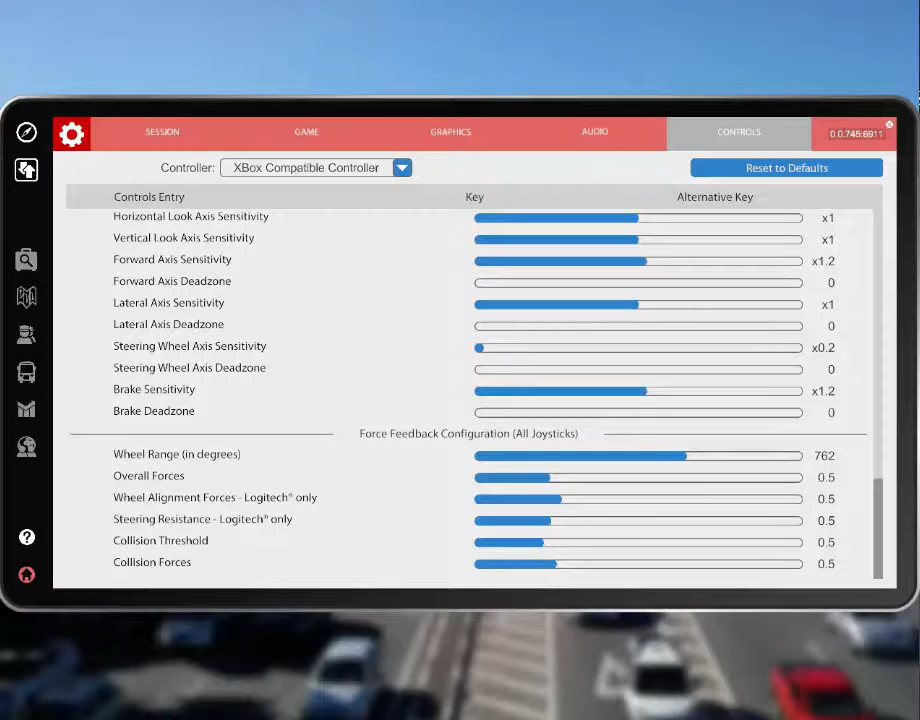 SESSION GAME GRAPHICS AUDIO CONTROLS 0.0.745:6911
Controller: XBox Compatible Controller Reset to Defaults
Controls Entry Key Alternative Key
Horizontal Look Axis Sensitivity x1
Vertical Look Axis Sensitivity x1
Forward Axis Sensitivity x1.2
Forward Axis Deadzone 0
Lateral Axis Sensitivity x1
Lateral Axis Deadzone 0
Steering Wheel Axis Sensitivity x0.2
Steering Wheel Axis Deadzone 0
Brake Sensitivity x1.2
Brake Deadzone 0
Force Feedback Configuration (All Joysticks)
Wheel Range (in degrees) 762
Overall Forces 0.5
Wheel Alignment Forces - Logitech® only 0.5
Steering Resistance - Logitech® only 0.5
Collision Threshold 0.5
Collision Forces 0.5